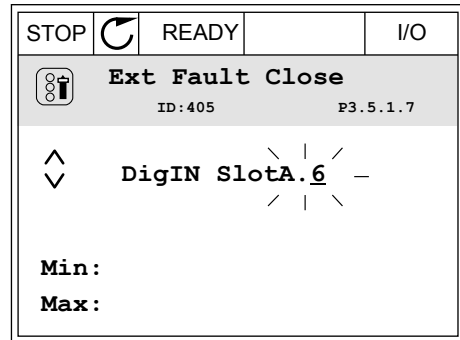 STOP READY I/O
Ext Fault Close
ID:405 P3.5.1.7
DigIN SlotA.6
Min:
Max: